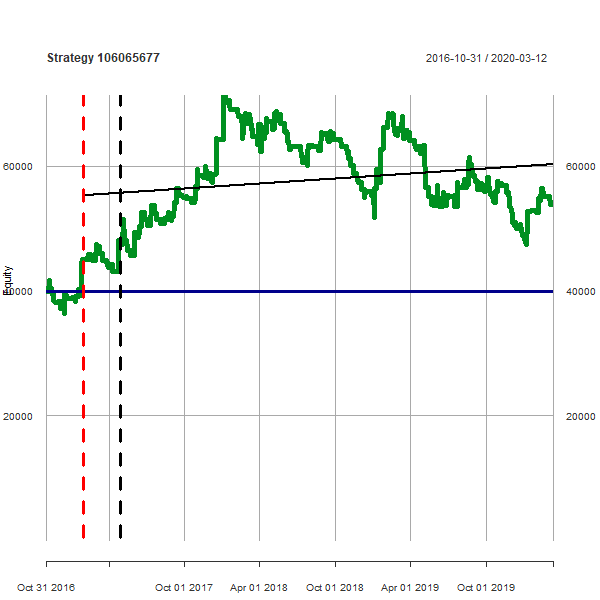 Strategy 106065677
2016-10-31 / 2020-03-12
60000
60000
Equity
40000
40000
20000
20000
Oct 31 2016
Oct 01 2017
Apr 01 2018
Oct 01 2018
Apr 01 2019
Oct 01 2019